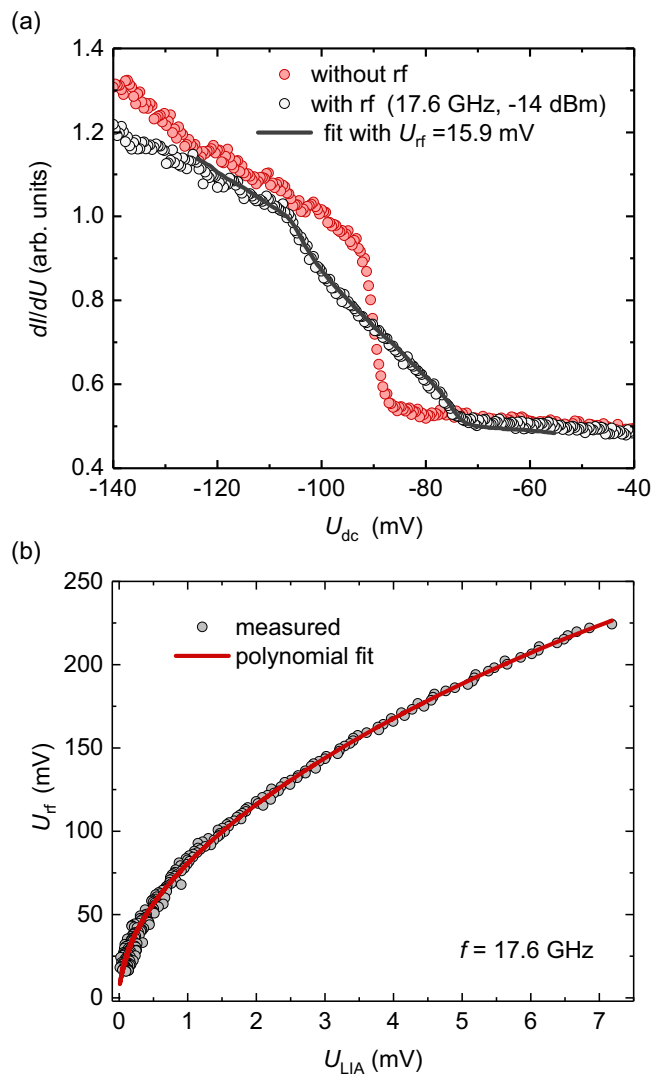 (a)
1.4
1.2
1.0
0.8
0.6
0.4
dI/dU (arb. units)
without rf
with rf (17.6 GHz, -14 dBm)
fit with Urf =15.9 mV
-140 -120 -100 -80 -60 -40
Udc (mV)
(b)
250
200
150
100
50
0
Urf (mV)
measured
polynomial fit
f = 17.6 GHz
0 1 2 3 4 5 6 7
ULIA (mV)